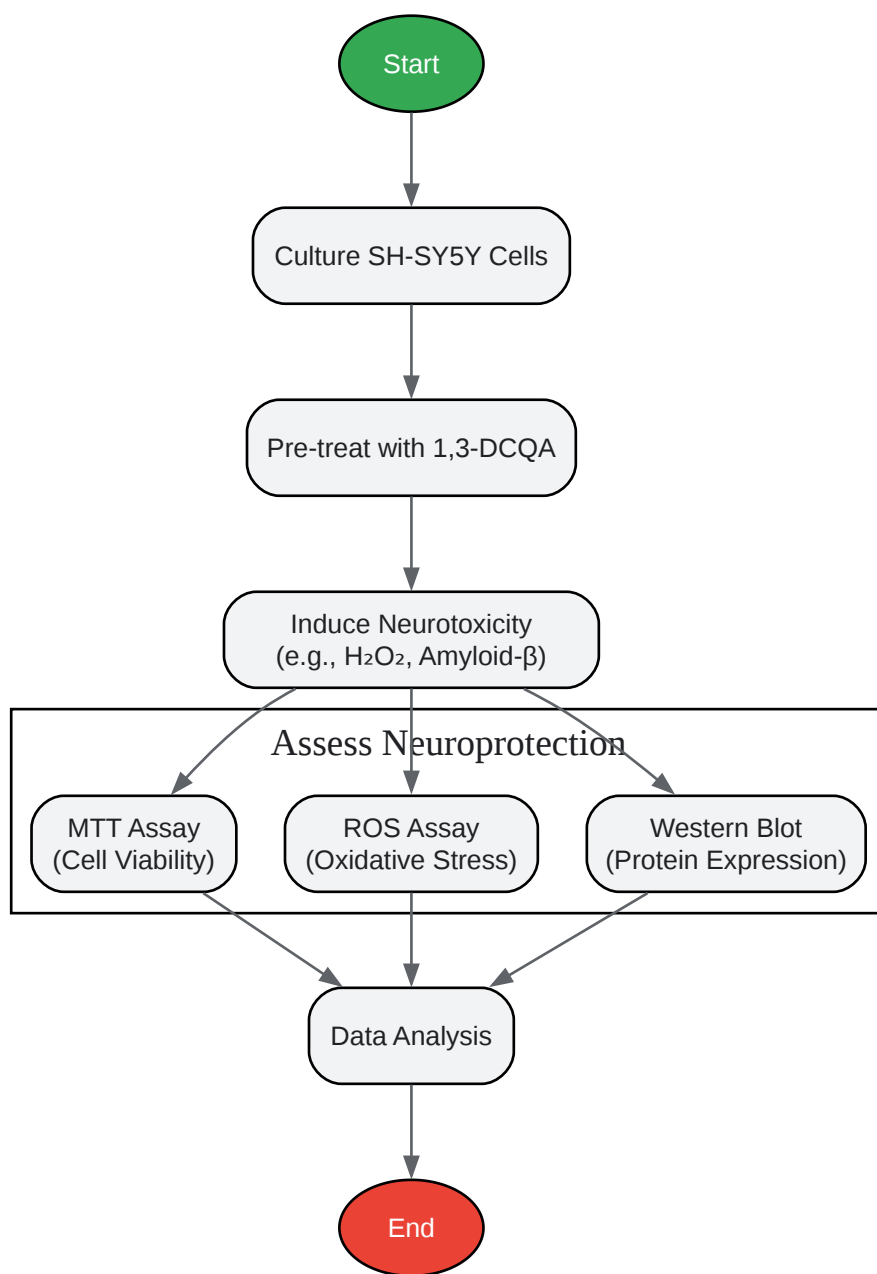 Start
Culture SH-SY5Y Cells
Pre-treat with 1,3-DCQA
Induce Neurotoxicity
(e.g., H₂O₂, Amyloid-β)
Assess Neuroprotection
MTT Assay
(Cell Viability)
ROS Assay
(Oxidative Stress)
Western Blot
(Protein Expression)
Data Analysis
End